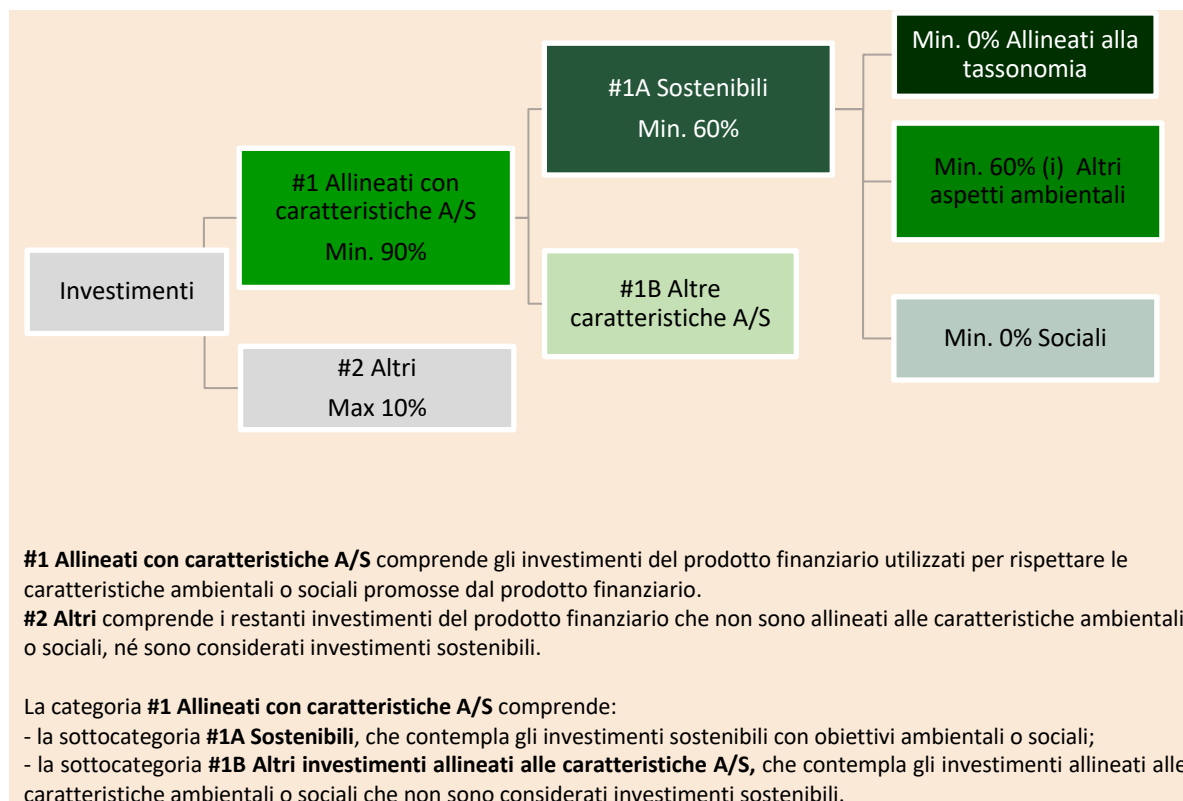 Min. 0% Allineati alla
tassonomia
#1A Sostenibili
Min. 60%
Min. 60% (i)  Altri
aspetti ambientali
#1 Allineati con
caratteristiche A/S
Min. 90%
Investimenti
#1B Altre
caratteristiche A/S
Min. 0% Sociali
#2 Altri
Max 10%
#1 Allineati con caratteristiche A/S comprende gli investimenti del prodotto finanziario utilizzati per rispettare le
caratteristiche ambientali o sociali promosse dal prodotto finanziario.
#2 Altri comprende i restanti investimenti del prodotto finanziario che non sono allineati alle caratteristiche ambientali
o sociali, né sono considerati investimenti sostenibili.
La categoria #1 Allineati con caratteristiche A/S comprende:
- la sottocategoria #1A Sostenibili, che contempla gli investimenti sostenibili con obiettivi ambientali o sociali;
- la sottocategoria #1B Altri investimenti allineati alle caratteristiche A/S, che contempla gli investimenti allineati alle
caratteristiche ambientali o sociali che non sono considerati investimenti sostenibili.